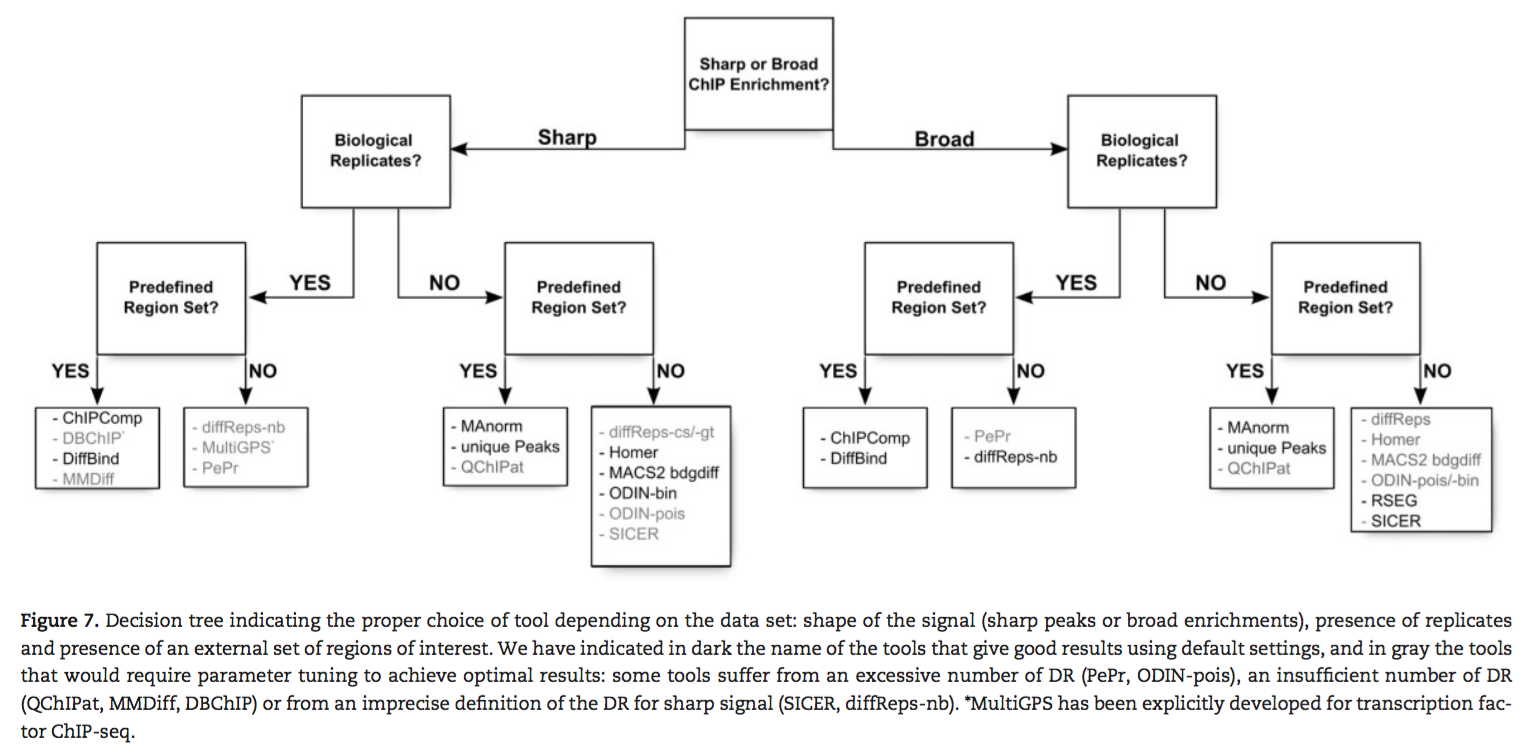 Sharp or Broad
ChIP Enrichment?
Biological
Replicates?
Sharp
Broad
Biological
Replicates?
Predefined
Region Set?
YES
NO
Predefined
Region Set?
Predefined
Region Set?
YES
NO
Predefined
Region Set?
YES
NO
YES
NO
YES
NO
YES
NO
- ChIPComp
- DBChIP*
- DiffBind
- MMDiff
- diffReps-nb
- MultiGPS*
- PePr
- MAnorm
- unique Peaks
- QChIPat
- diffReps-cs/-gt
- Homer
- MACS2 bdgdiff
- ODIN-bin
- ODIN-pois
- SICER
- ChIPComp
- DiffBind
- PePr
- diffReps-nb
- MAnorm
- unique Peaks
- QChIPat
- diffReps
- Homer
- MACS2 bdgdiff
- ODIN-pois/-bin
- RSEG
- SICER
Figure 7. Decision tree indicating the proper choice of tool depending on the data set: shape of the signal (sharp peaks or broad enrichments), presence of replicates
and presence of an external set of regions of interest. We have indicated in dark the name of the tools that give good results using default settings, and in gray the tools
that would require parameter tuning to achieve optimal results: some tools suffer from an excessive number of DR (PePr, ODIN-pois), an insufficient number of DR
(QChIPat, MMDiff, DBChIP) or from an imprecise definition of the DR for sharp signal (SICER, diffReps-nb). *MultiGPS has been explicitly developed for transcription fac-
tor ChIP-seq.